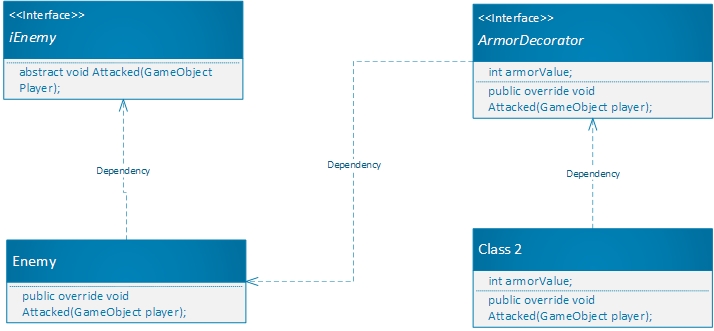 <<Interface>>
iEnemy
abstract void Attacked(GameObject
Player);
<<Interface>>
ArmorDecorator
int armorValue;
public override void
Attacked(GameObject player);
Dependency
Dependency
Dependency
Enemy
public override void
Attacked(GameObject player);
Class 2
int armorValue;
public override void
Attacked(GameObject player);